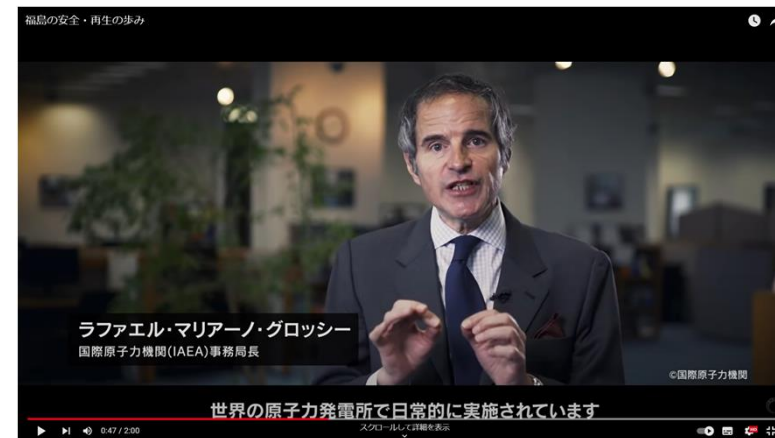 福島の安全・再生の歩み
ラファエル・マリアーノ・グロッシー
国際原子力機関(IAEA)事務局長
©国際原子力機関
世界の原子力発電所で日常的に実施されています
0:47 / 2:00
スクロールして詳細を表示